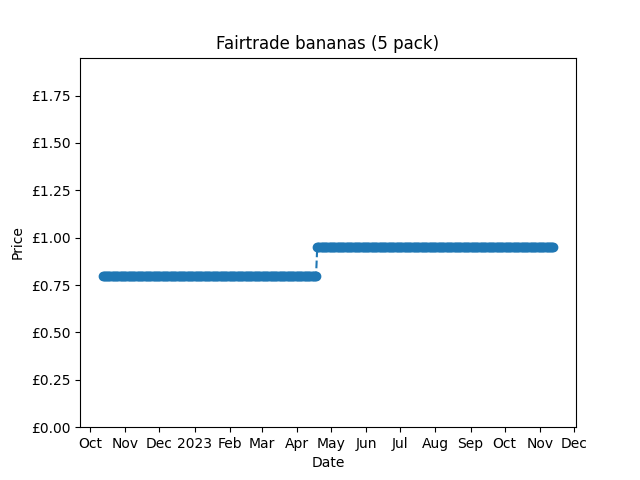 Fairtrade bananas (5 pack)
£1.75
£1.50
£1.25
£1.00
£0.75
£0.50
£0.25
£0.00
Price
Oct Nov Dec 2023 Feb Mar Apr May Jun Jul Aug Sep Oct Nov Dec
Date